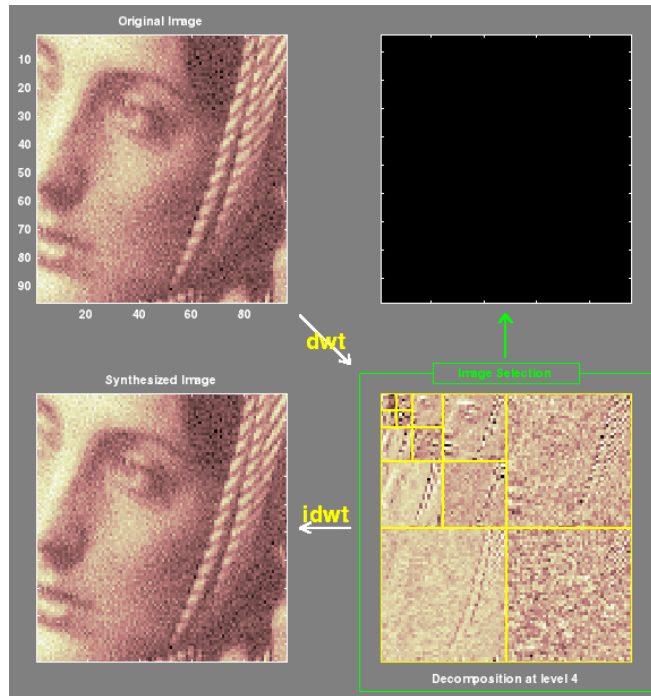 Original Image
10
20
30
40
50
60
70
80
90
20 40 60 80
dwt
Synthesized Image
Image Selection
idwt
Decomposition at level 4